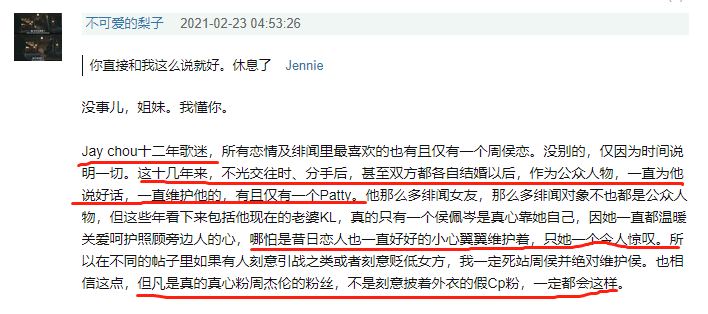 不可爱的梨子 2021-02-23 04:53:26
你直接和我这么说就好。休息了 Jennie
没事儿，姐妹。我懂你。
Jay chou十二年歌迷，所有恋情及绯闻里最喜欢的也有且仅有一个周侯恋。没别的，仅因为时间说
明一切。这十几年来，不光交往时、分手后，甚至双方都各自结婚以后，作为公众人物，一直为他
说好话，一直维护他的，有且仅有一个Patty。他那么多绯闻女友，那么多绯闻对象不也都是公众人
物，但这些年看下来包括他现在的老婆KL，真的只有一个侯佩岑是真心靠她自己，因她一直都温暖
关爱呵护照顾旁边人的心，哪怕是昔日恋人也一直好好的小心翼翼维护着，只她一个令人惊叹。所
以在不同的帖子里如果有人刻意引战之类或者刻意贬低女方，我一定死站周侯并绝对维护侯。也相
信这点，但凡是真的真心粉周杰伦的粉丝，不是刻意披着外衣的假Cp粉，一定都会这样。